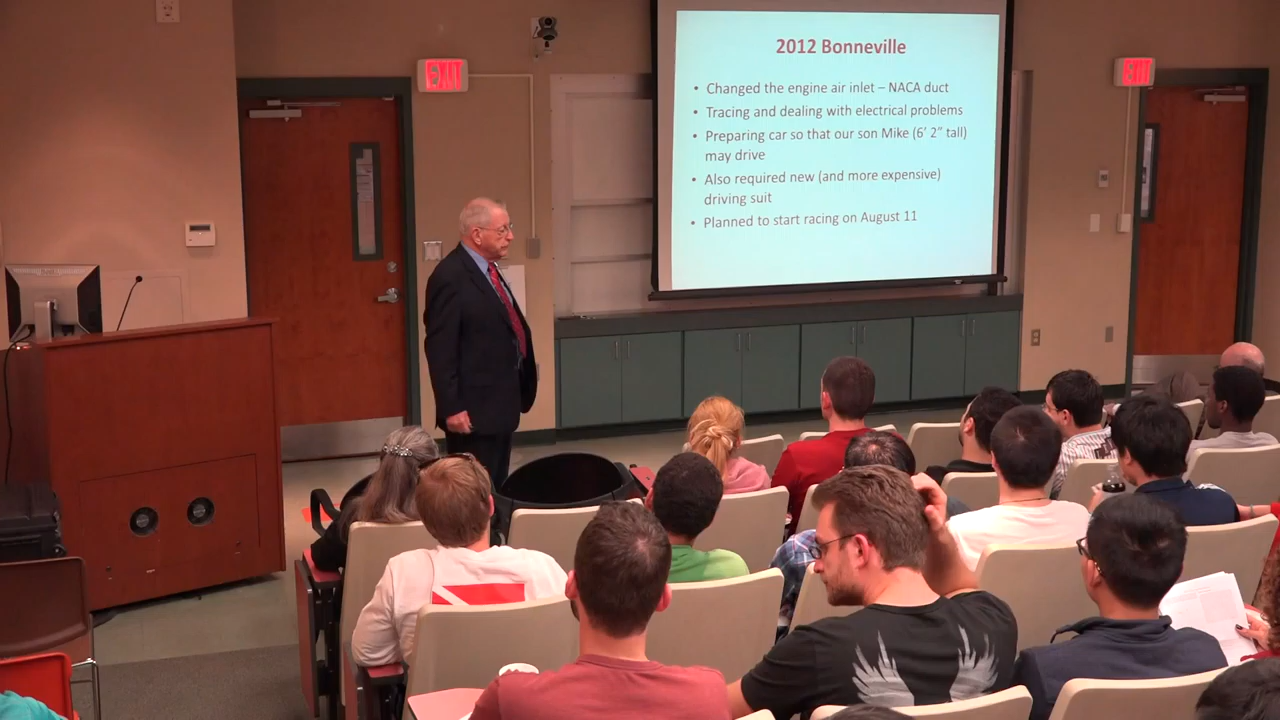 EXIT
EXIT
2012 Bonneville
• Changed the engine air inlet – NACA duct
• Tracing and dealing with electrical problems
• Preparing car so that our son Mike (6' 2" tall)
may drive
• Also required new (and more expensive)
driving suit
• Planned to start racing on August 11